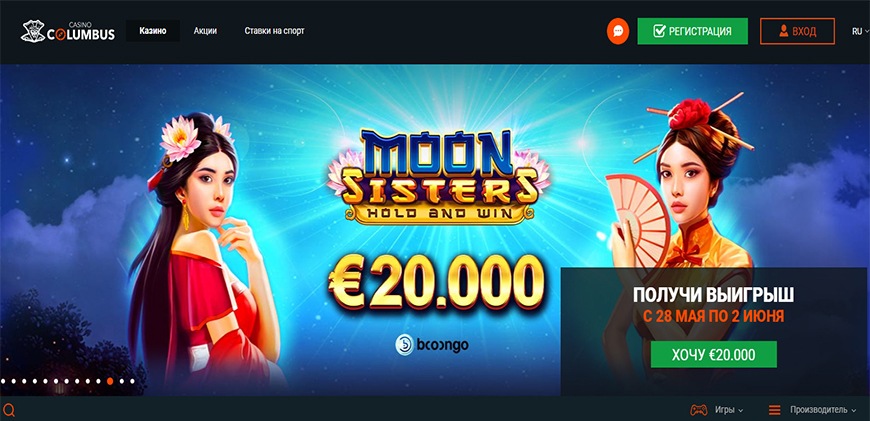 CASINO
COLUMBUS
Казино
Акции
Ставки на спорт
РЕГИСТРАЦИЯ
ВХОД
RU
MOON
SISTERS
HOLD AND WIN
€20.000
booongo
ПОЛУЧИ ВЫИГРЫШ
С 28 МАЯ ПО 2 ИЮНЯ
ХОЧУ €20.000
Игры
Производитель